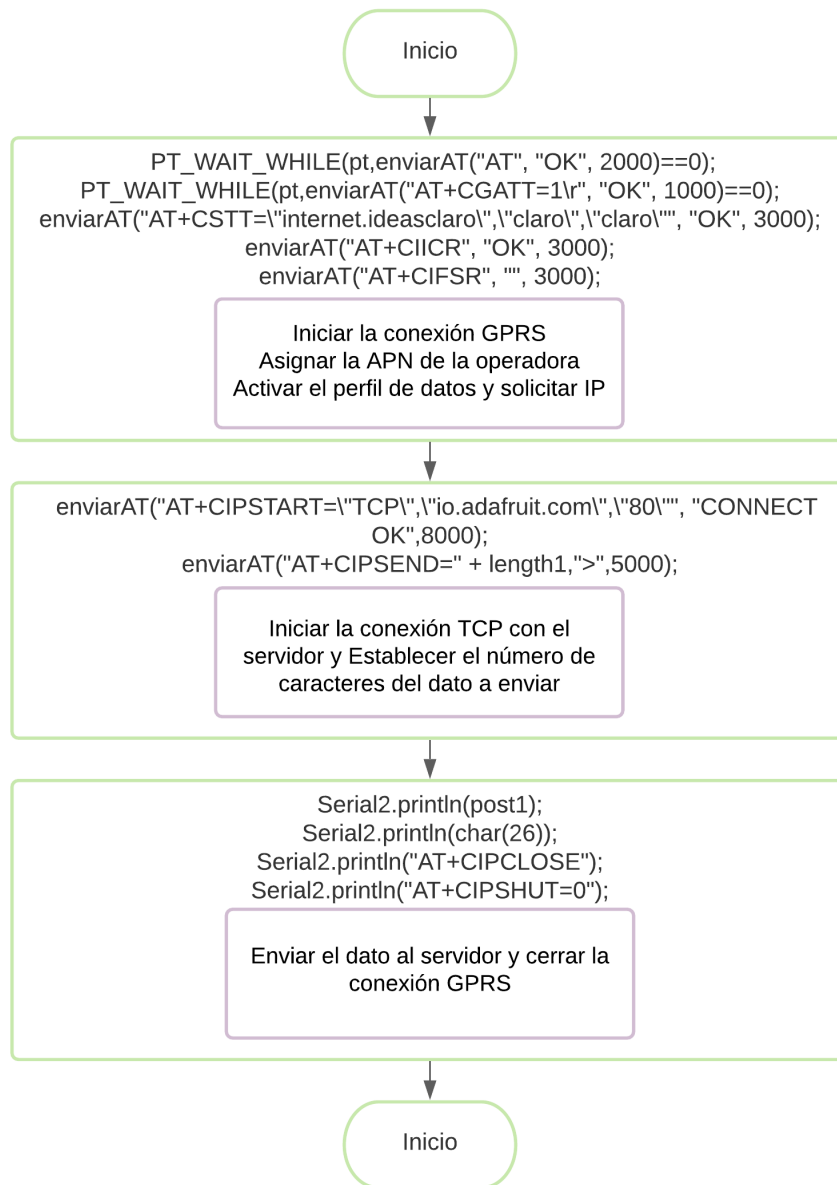 Inicio
PT_WAIT_WHILE(pt,enviarAT("AT", "OK", 2000)==0);
PT_WAIT_WHILE(pt,enviarAT("AT+CGATT=1\r", "OK", 1000)==0);
enviarAT("AT+CSTT=\"internet.ideasclaro\",\"claro\",\"claro\"", "OK", 3000);
enviarAT("AT+CIICR", "OK", 3000);
enviarAT("AT+CIFSR", "", 3000);
Iniciar la conexión GPRS
Asignar la APN de la operadora
Activar el perfil de datos y solicitar IP
enviarAT("AT+CIPSTART=\"TCP\",\"io.adafruit.com\",\"80\"", "CONNECT
OK",8000);
enviarAT("AT+CIPSEND=" + length1,">",5000);
Iniciar la conexión TCP con el
servidor y Establecer el número de
caracteres del dato a enviar
Serial2.println(post1);
Serial2.println(char(26));
Serial2.println("AT+CIPCLOSE");
Serial2.println("AT+CIPSHUT=0");
Enviar el dato al servidor y cerrar la
conexión GPRS
Inicio